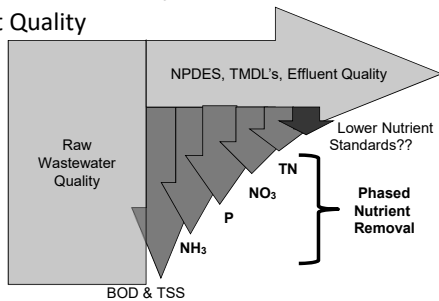 t Quality
NPDES, TMDL's, Effluent Quality
Raw
Wastewater
Quality
Lower Nutrient
Standards??
TN
NO3
P
NH3
BOD & TSS
Phased
Nutrient
Removal